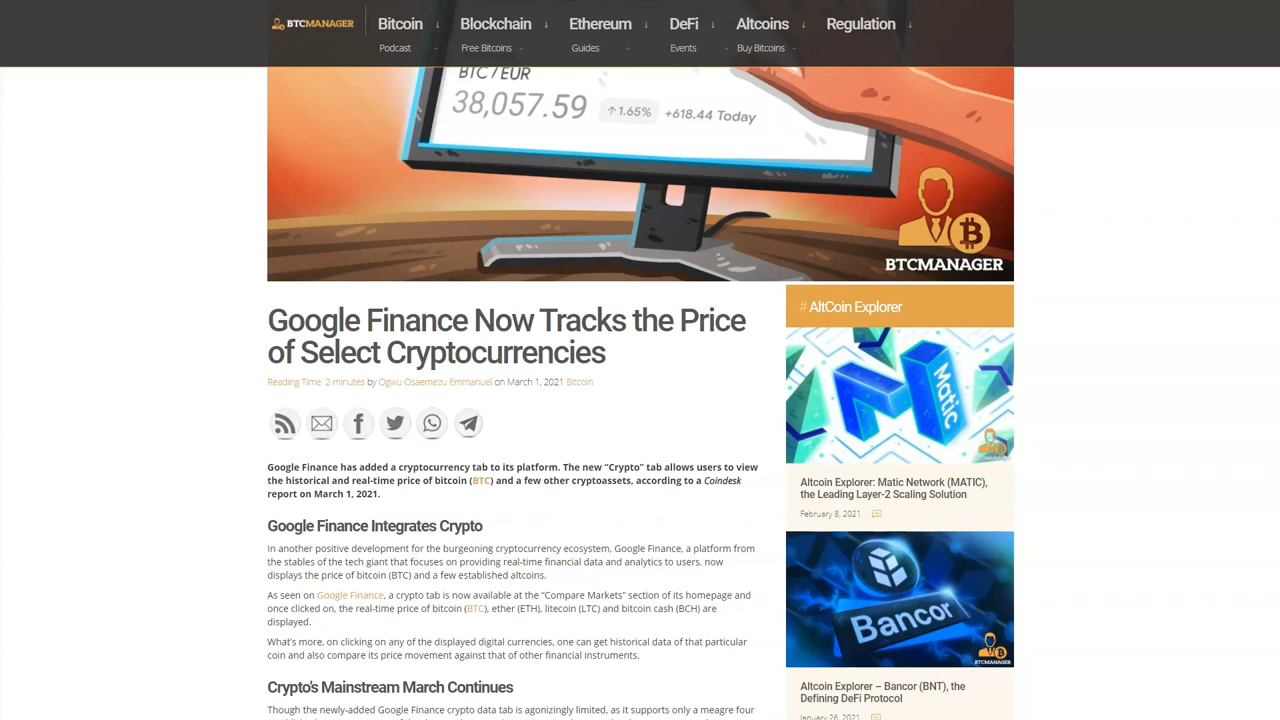 BTCMANAGER
Bitcoin Blockchain Ethereum DeFi Altcoins Regulation
Podcast Free Bitcoins Guides Events Buy Bitcoins
BTC/EUR
38,057.59 ↑ 1.65% +618.44 Today
BTCMANAGER
Google Finance Now Tracks the Price
of Select Cryptocurrencies
Reading Time: 2 minutes by Ogwu Osaemezu Emmanuel on March 1, 2021 Bitcoin
Google Finance has added a cryptocurrency tab to its platform. The new “Crypto” tab allows users to view
the historical and real-time price of bitcoin (BTC) and a few other cryptoassets, according to a Coindesk
report on March 1, 2021.
Google Finance Integrates Crypto
In another positive development for the burgeoning cryptocurrency ecosystem, Google Finance, a platform from
the stables of the tech giant that focuses on providing real-time financial data and analytics to users, now
displays the price of bitcoin (BTC) and a few established altcoins.
As seen on Google Finance, a crypto tab is now available at the “Compare Markets” section of its homepage and
once clicked on, the real-time price of bitcoin (BTC), ether (ETH), litecoin (LTC) and bitcoin cash (BCH) are
displayed.
What’s more, on clicking on any of the displayed digital currencies, one can get historical data of that particular
coin and also compare its price movement against that of other financial instruments.
Crypto’s Mainstream March Continues
Though the newly-added Google Finance crypto data tab is agonizingly limited, as it supports only a meagre four
# AltCoin Explorer
Matic
Altcoin Explorer: Matic Network (MATIC),
the Leading Layer-2 Scaling Solution
February 8, 2021
Bancor
BTCMANAGER
Altcoin Explorer – Bancor (BNT), the
Defining DeFi Protocol
January 26, 2021